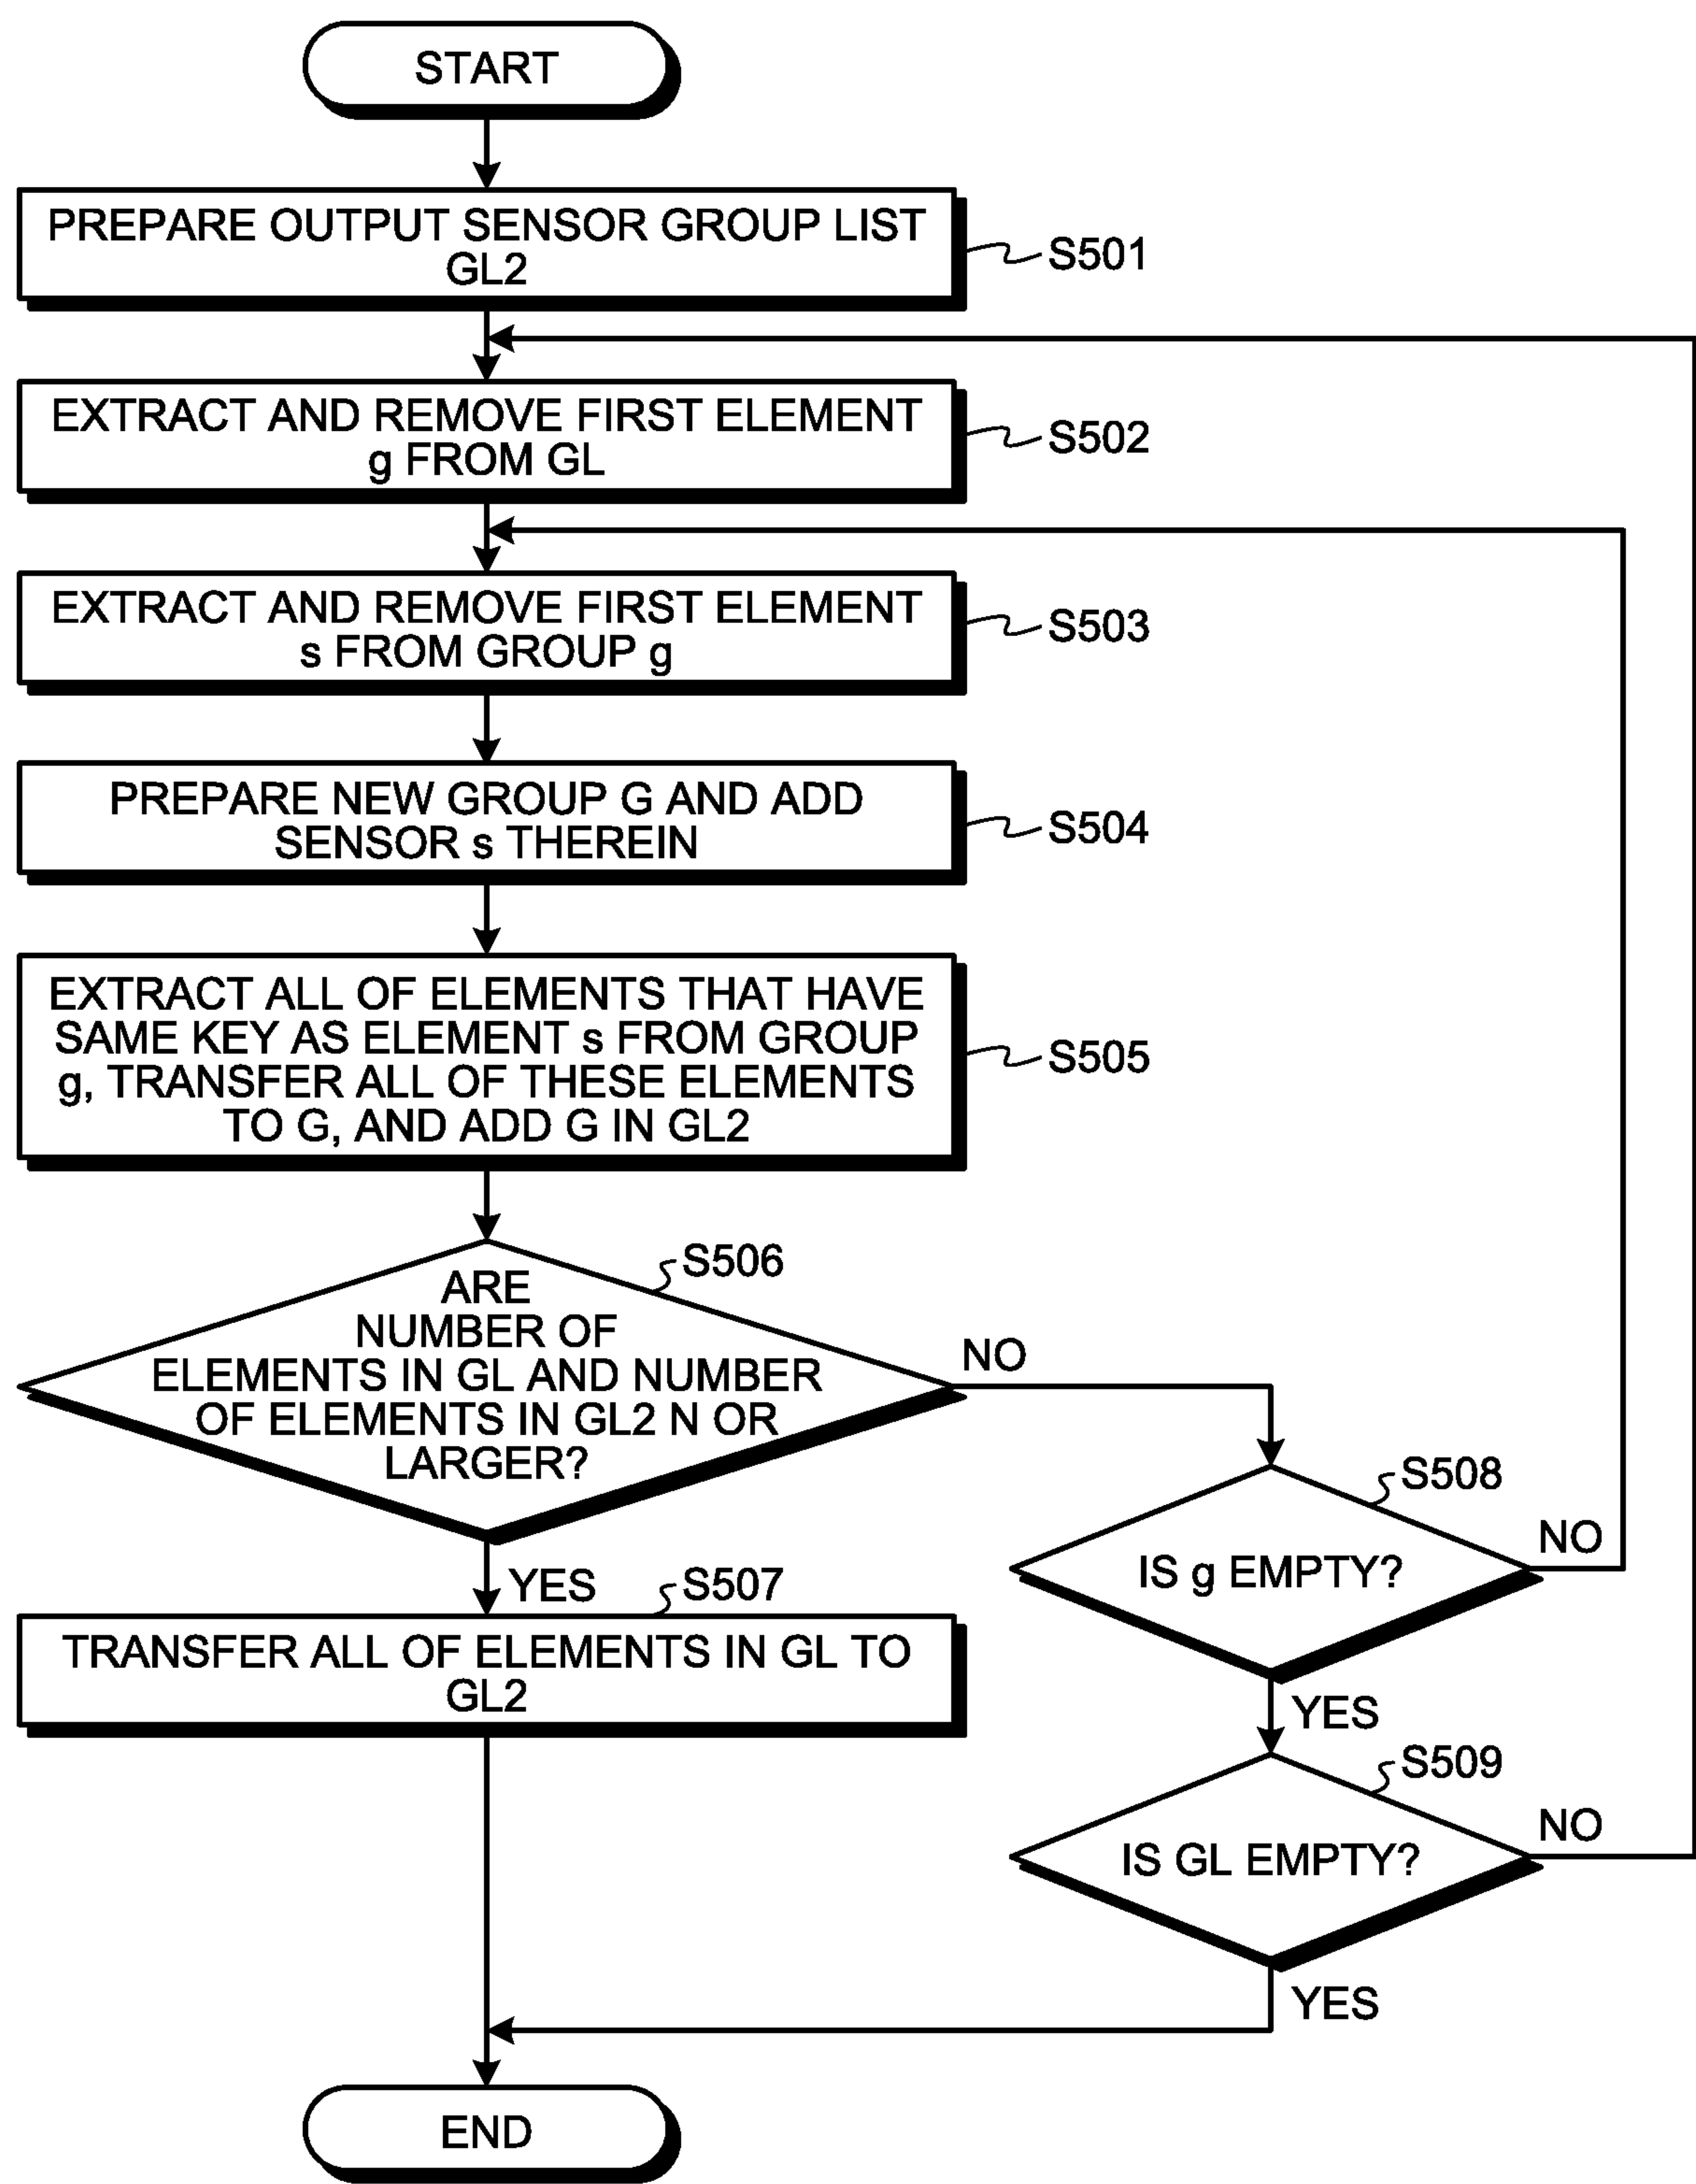 START
PREPARE OUTPUT SENSOR GROUP LIST
GL2
S501
EXTRACT AND REMOVE FIRST ELEMENT
g FROM GL
S502
EXTRACT AND REMOVE FIRST ELEMENT
s FROM GROUP g
S503
PREPARE NEW GROUP G AND ADD
SENSOR s THEREIN
S504
EXTRACT ALL OF ELEMENTS THAT HAVE
SAME KEY AS ELEMENT s FROM GROUP
g, TRANSFER ALL OF THESE ELEMENTS
TO G, AND ADD G IN GL2
S505
S506
ARE
NUMBER OF
ELEMENTS IN GL AND NUMBER
OF ELEMENTS IN GL2 N OR
LARGER?
NO
YES
S507
TRANSFER ALL OF ELEMENTS IN GL TO
GL2
S508
IS g EMPTY?
NO
YES
S509
IS GL EMPTY?
NO
YES
END